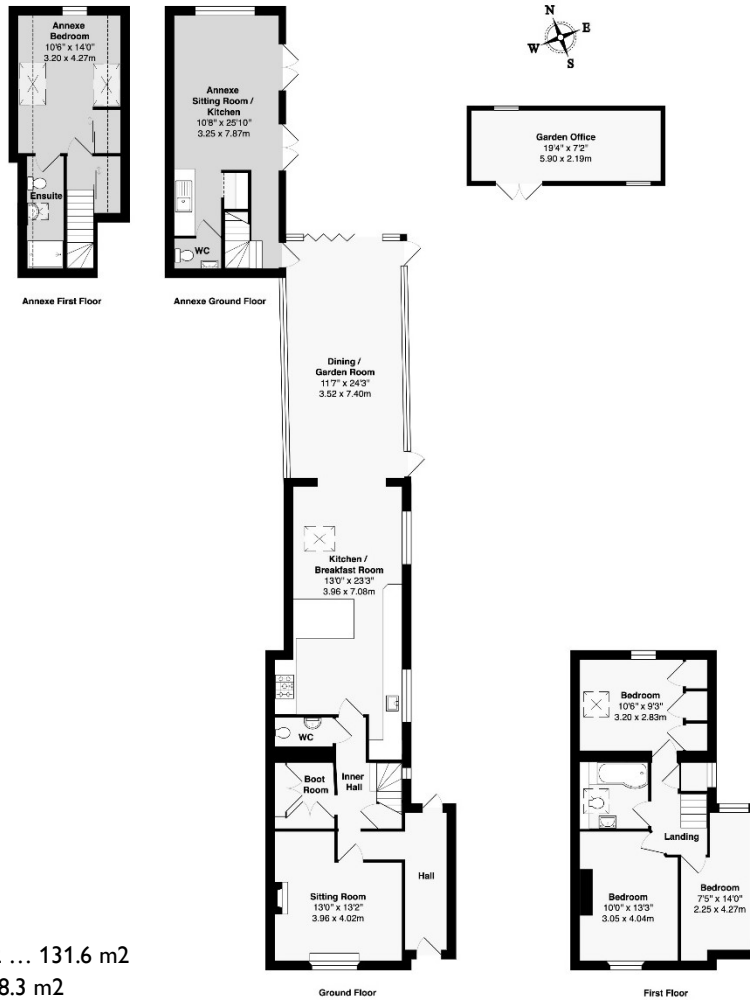 Annexe
Bedroom
10'6" x 14'0"
3.20 x 4.27m
Ensuite
Annexe First Floor
Annexe
Sitting Room /
Kitchen
10'8" x 25'10"
3.25 x 7.87m
WC
Annexe Ground Floor
N
E
W
S
Garden Office
19'4" x 7'2"
5.90 x 2.19m
Dining /
Garden Room
11'7" x 24'3"
3.52 x 7.40m
Kitchen /
Breakfast Room
13'0" x 23'3"
3.96 x 7.08m
WC
Boot
Room
Inner
Hall
Sitting Room
13'0" x 13'2"
3.96 x 4.02m
Hall
Ground Floor
Bedroom
10'6" x 9'3"
3.20 x 2.83m
Landing
Bedroom
10'0" x 13'3"
3.05 x 4.04m
Bedroom
7'5" x 14'0"
2.25 x 4.27m
First Floor
. … 131.6 m2
8.3 m2